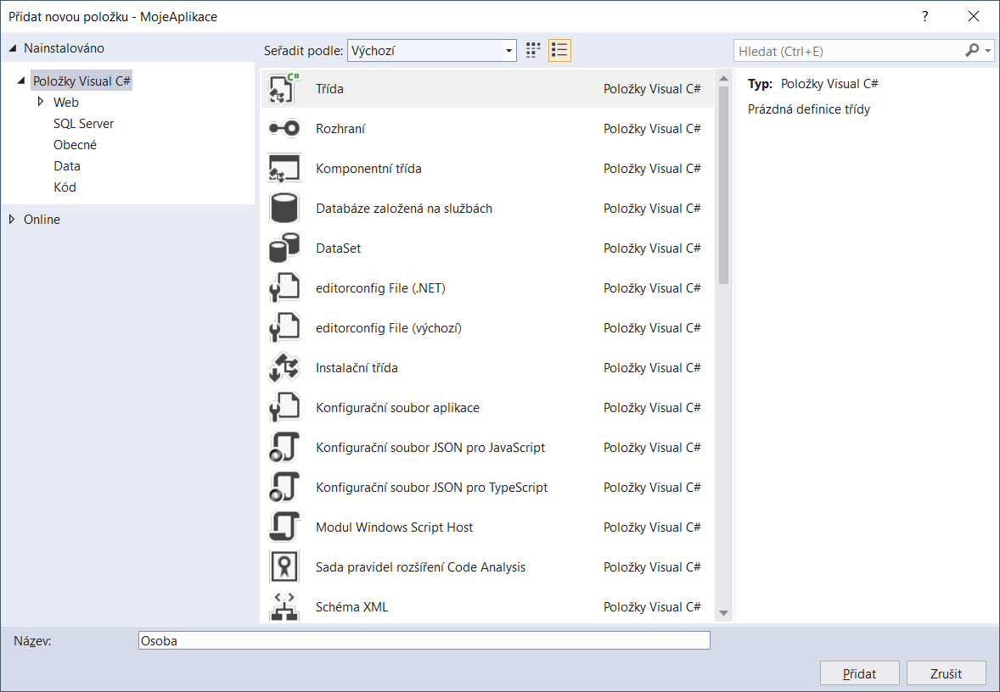 Přidat novou položku - MojeAplikace
?
Nainstalováno
Seřadit podle: Výchozí
Hledat (Ctrl+E)
Položky Visual C#
Web
SQL Server
Obecné
Data
Kód
Online
C# Třída Položky Visual C#
Rozhraní Položky Visual C#
Komponentní třída Položky Visual C#
Databáze založená na službách Položky Visual C#
DataSet Položky Visual C#
editorconfig File (.NET) Položky Visual C#
editorconfig File (výchozí) Položky Visual C#
Instalační třída Položky Visual C#
Konfigurační soubor aplikace Položky Visual C#
Konfigurační soubor JSON pro JavaScript Položky Visual C#
Konfigurační soubor JSON pro TypeScript Položky Visual C#
Modul Windows Script Host Položky Visual C#
Sada pravidel rozšíření Code Analysis Položky Visual C#
Schéma XML Položky Visual C#
Typ: Položky Visual C#
Prázdná definice třídy
Název: Osoba
Přidat
Zrušit